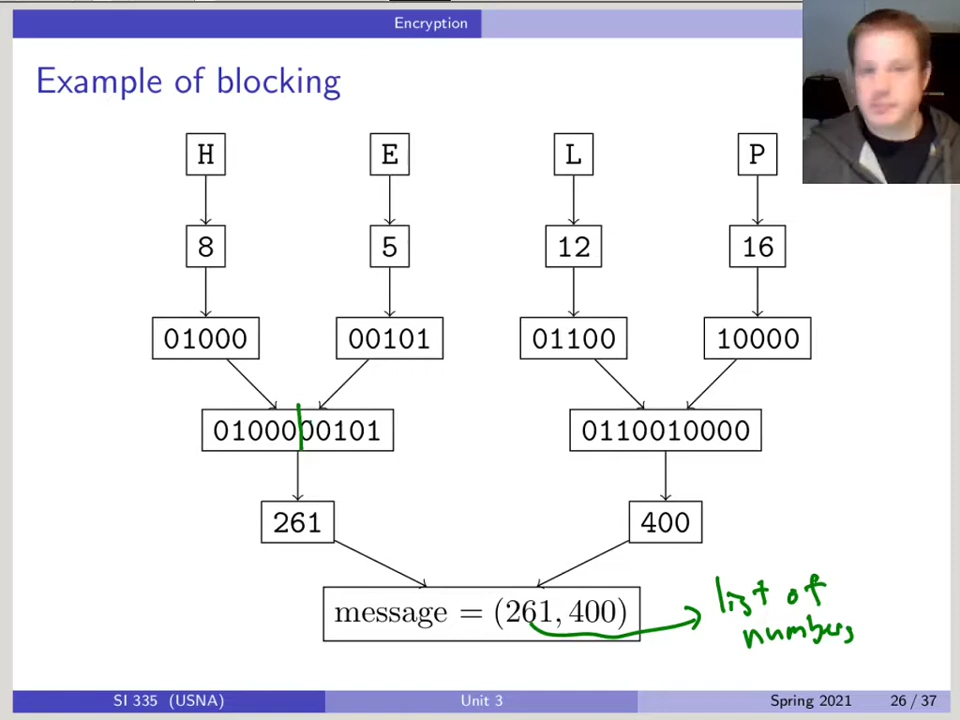 Encryption
Example of blocking
H E L P
8 5 12 16
01000 00101 01100 10000
0100000101 0110010000
261 400
message = (261, 400)
list of
numbers
SI 335 (USNA) Unit 3 Spring 2021 26 / 37